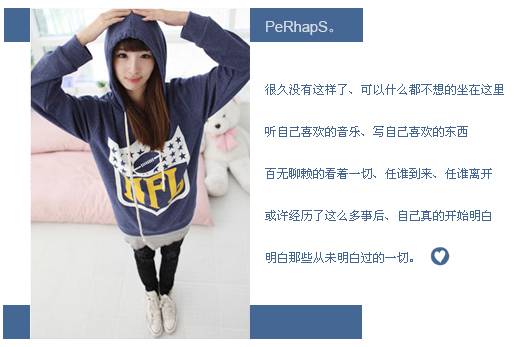 PeRhapS。
很久没有这样了、可以什么都不想的坐在这里
听自己喜欢的音乐、写自己喜欢的东西
百无聊赖的看着一切、任谁到来、任谁离开
或许经历了这么多事后、自己真的开始明白
明白那些从未明白过的一切。
NFL